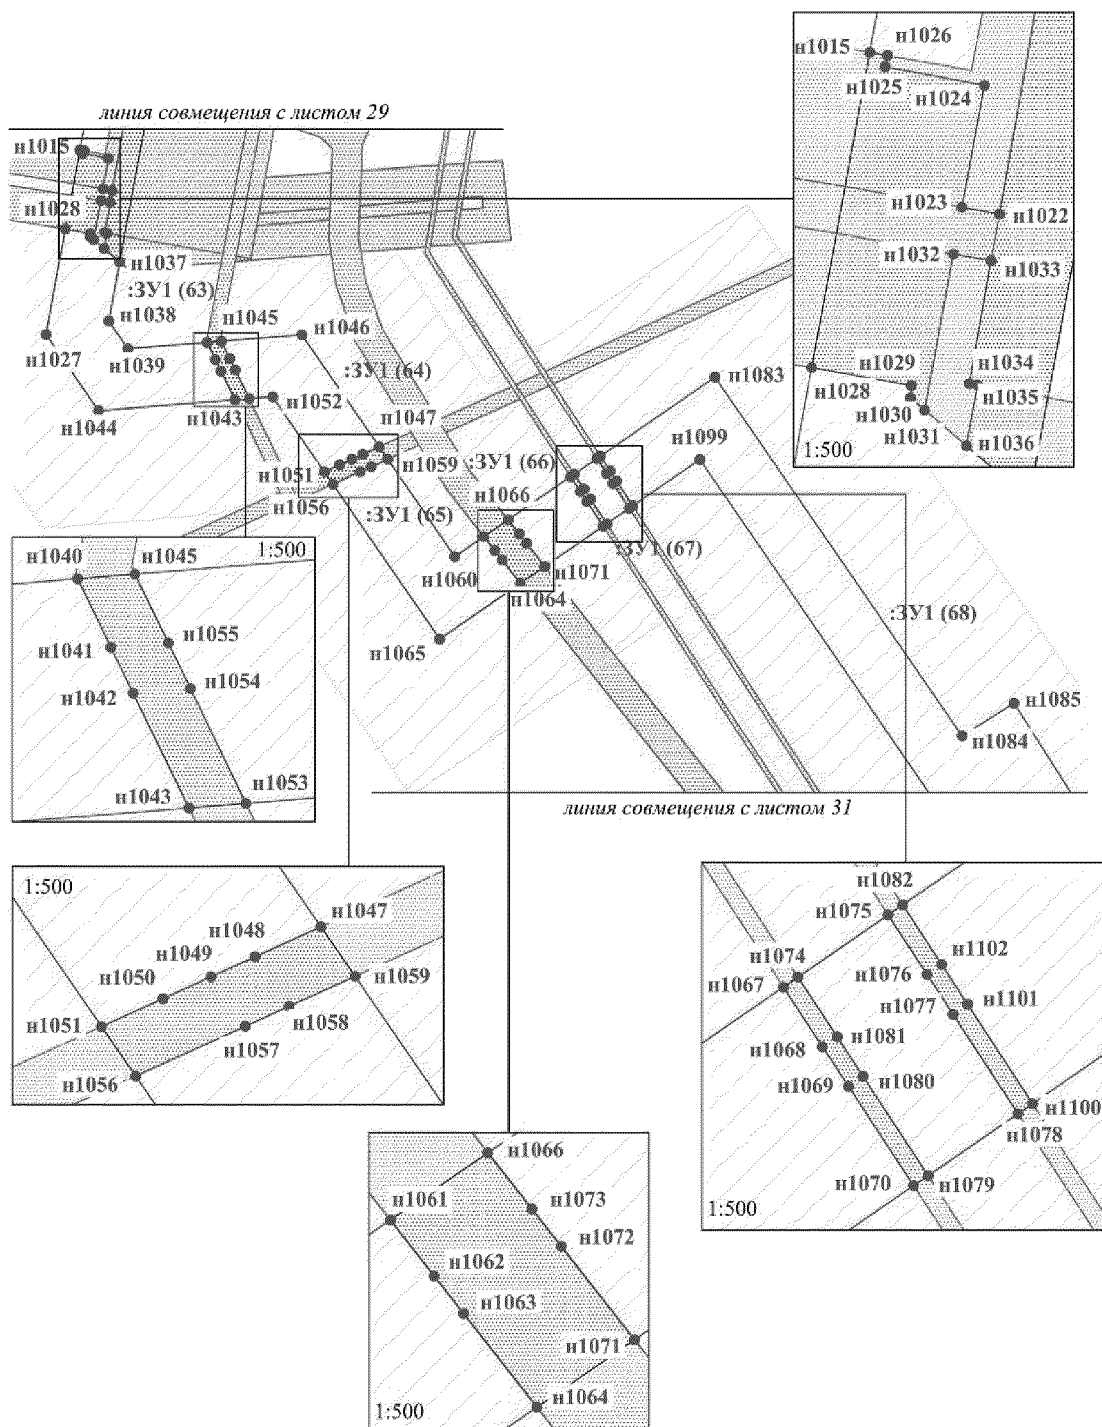 н1015
н1026
н1025
н1024
н1023
н1022
н1032
н1033
н1029
н1034
н1028
н1035
н1030
н1031
н1036
1:500
линия совмещения с листом 29
н1015
н1028
н1037
:ЗУ1 (63)
н1038
н1045
н1046
н1027
н1039
:ЗУ1 (64)
н1083
н1052
н1044
н1043
н1047
н1099
н1051
н1059
:ЗУ1 (66)
н1056
н1066
:ЗУ1 (65)
:ЗУ1 (67)
н1060
н1071
н1064
н1065
:ЗУ1 (68)
н1085
н1084
линия совмещения с листом 31
н1040
н1045
1:500
н1041
н1055
н1042
н1054
н1043
н1053
1:500
н1047
н1048
н1049
н1050
н1059
н1051
н1058
н1057
н1056
н1082
н1075
н1074
н1102
н1067
н1076
н1077
н1101
н1068
н1081
н1069
н1080
н1100
н1078
н1070
н1079
1:500
н1066
н1061
н1073
н1072
н1062
н1063
н1071
н1064
1:500